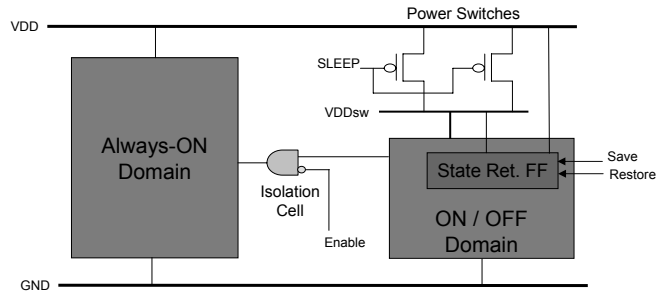 Power Switches
VDD
SLEEP
VDDsw
Always-ON
Domain
State Ret. FF
Save
Restore
Isolation
Cell
ON / OFF
Domain
Enable
GND